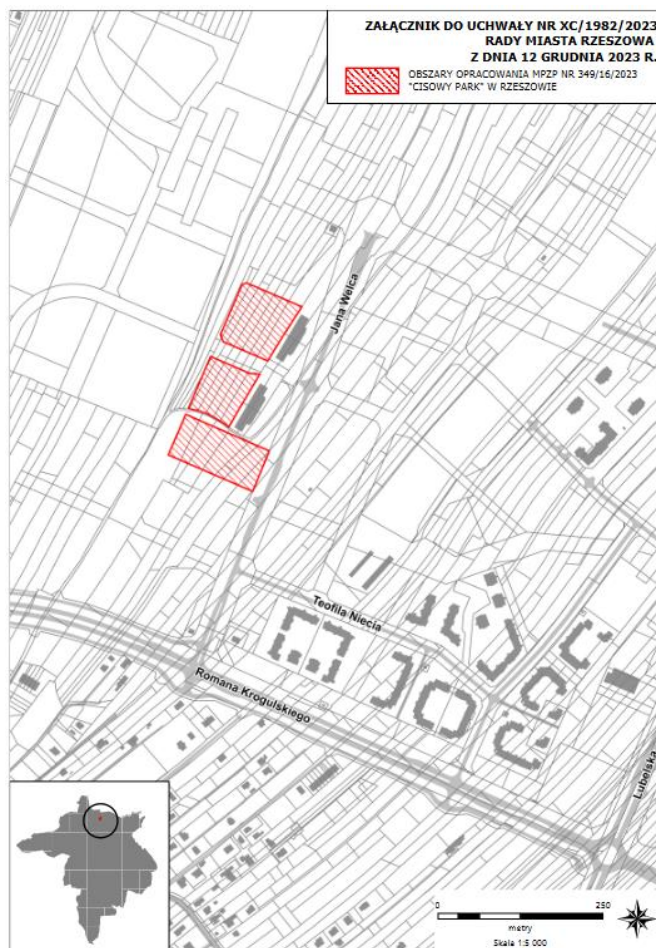 ZAŁĄCZNIK DO UCHWAŁY NR XC/1982/2023
RADY MIASTA RZESZOWA
Z DNIA 12 GRUDNIA 2023 R.
OBSZARY OPRACOWANIA MPZP NR 349/16/2023
"CISOWY PARK" W RZESZOWIE
Jana Welca
Teofila Niecia
Romana Krogulskiego
Lubelska
0 250
metry
Skala 1:5 000